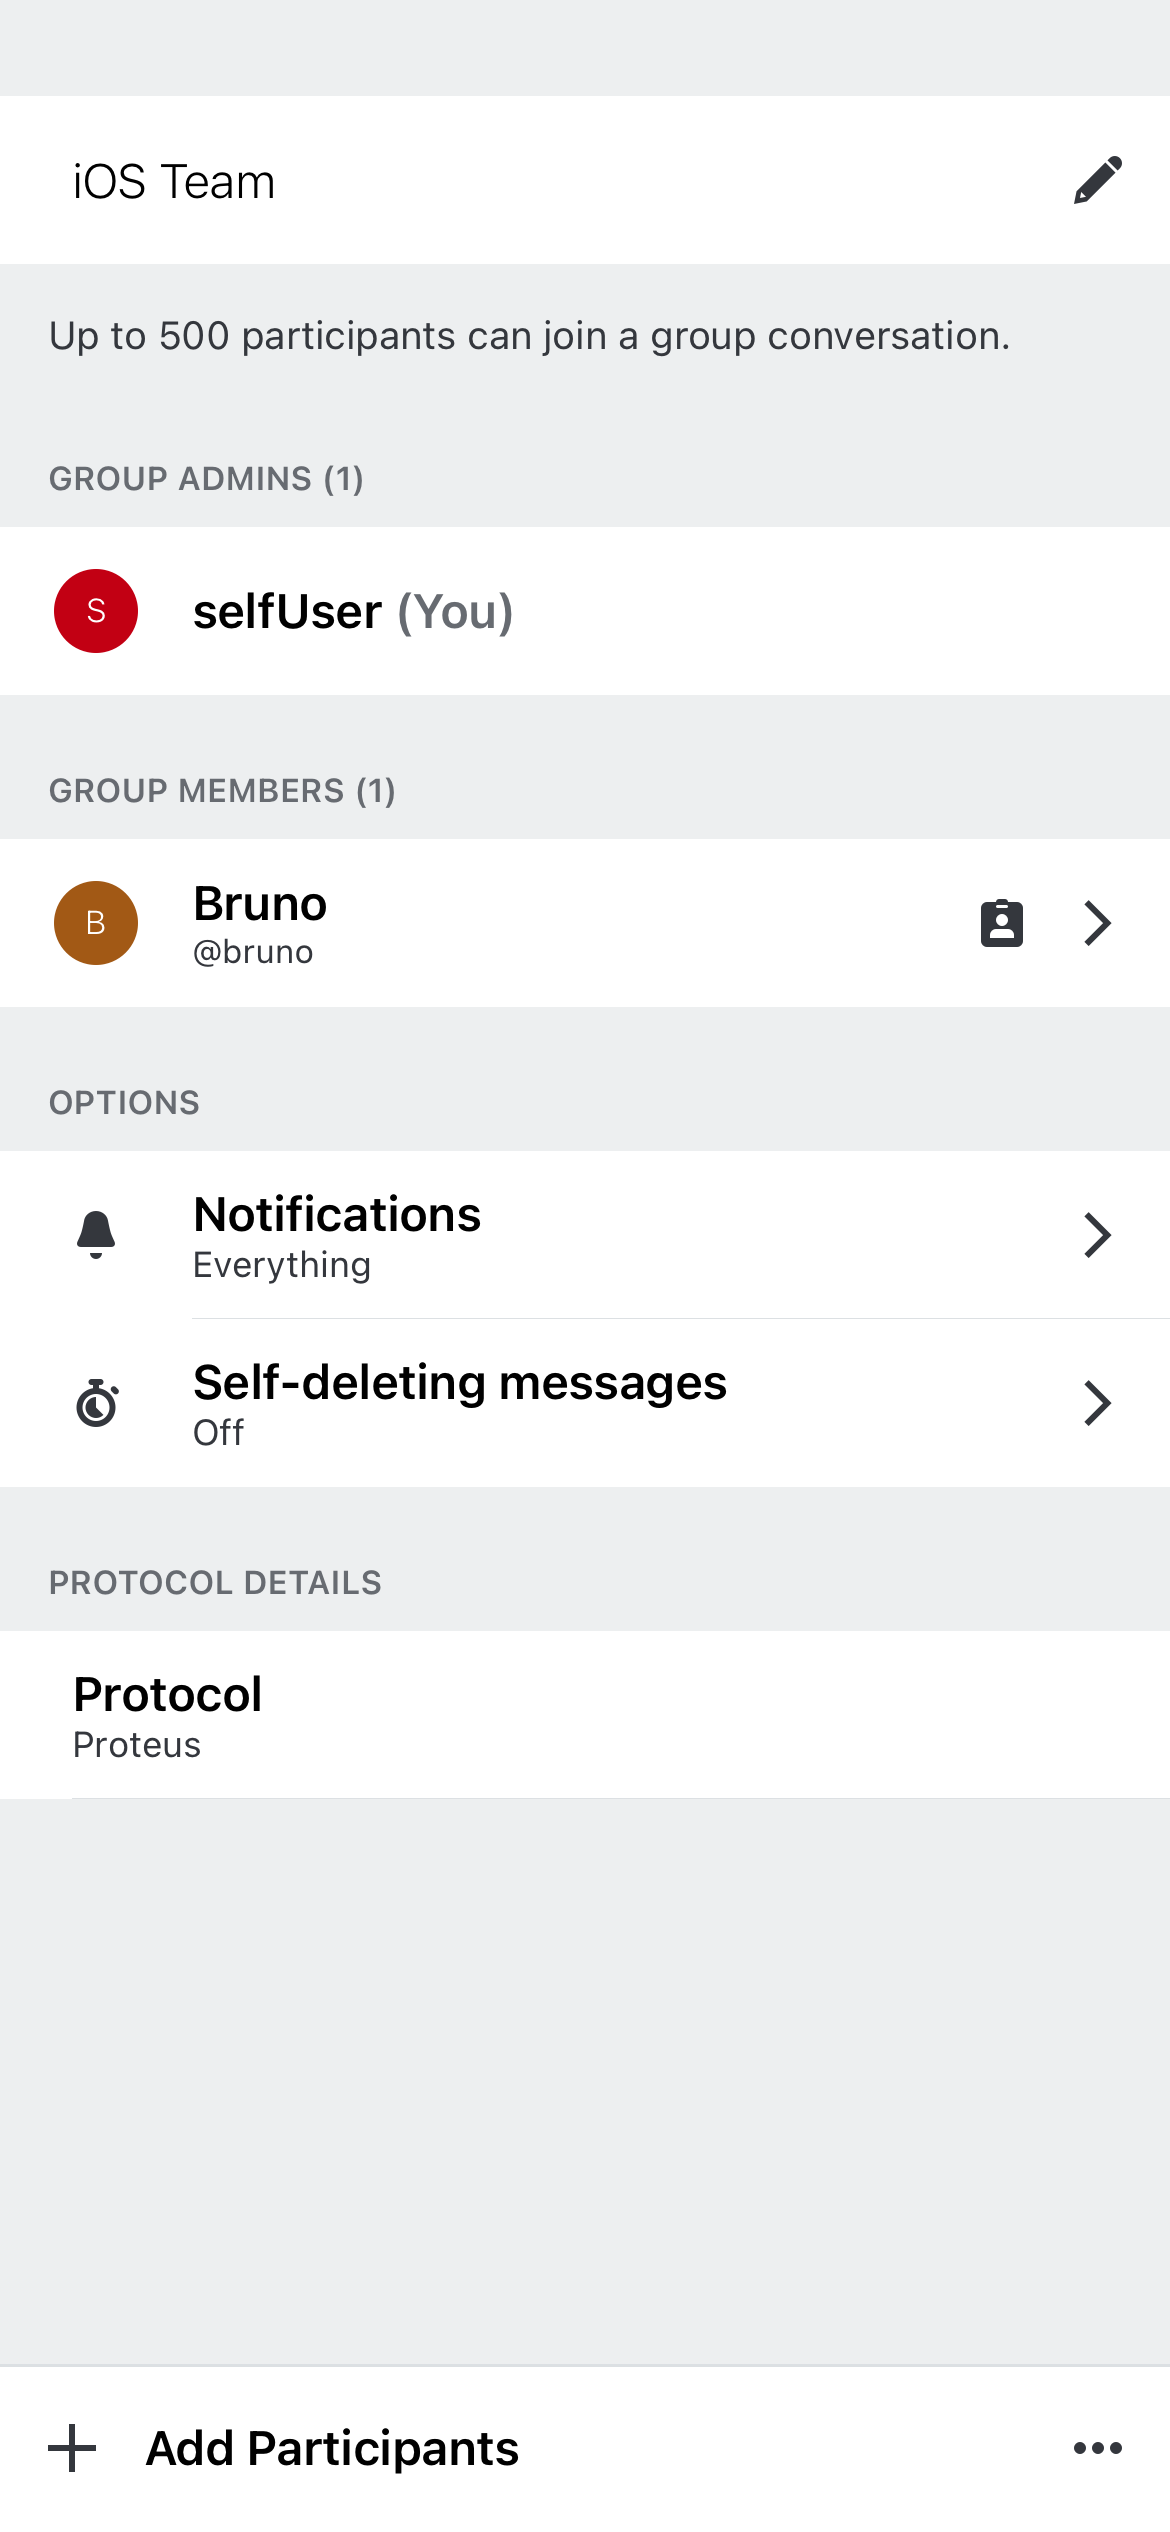 iOS Team
Up to 500 participants can join a group conversation.
GROUP ADMINS (1)
S
selfUser (You)
GROUP MEMBERS (1)
B
Bruno
@bruno
OPTIONS
Notifications
Everything
Self-deleting messages
Off
PROTOCOL DETAILS
Protocol
Proteus
Add Participants